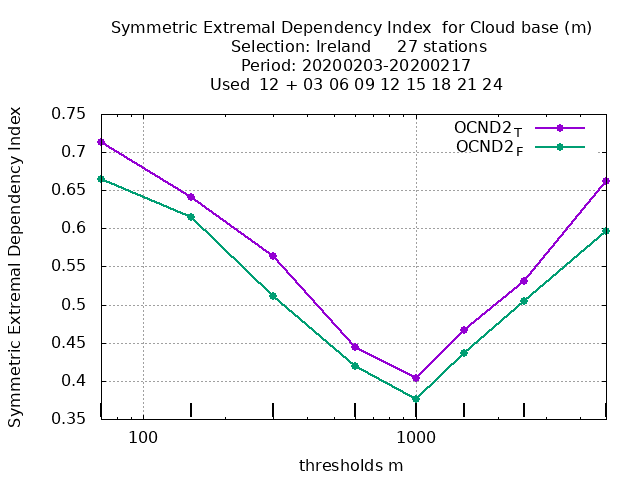 Symmetric Extremal Dependency Index for Cloud base (m)
Selection: Ireland 27 stations
Period: 20200203-20200217
Used 12 + 03 06 09 12 15 18 21 24
Symmetric Extremal Dependency Index
0.75
0.7
0.65
0.6
0.55
0.5
0.45
0.4
0.35
OCND2T
OCND2F
100
1000
thresholds m